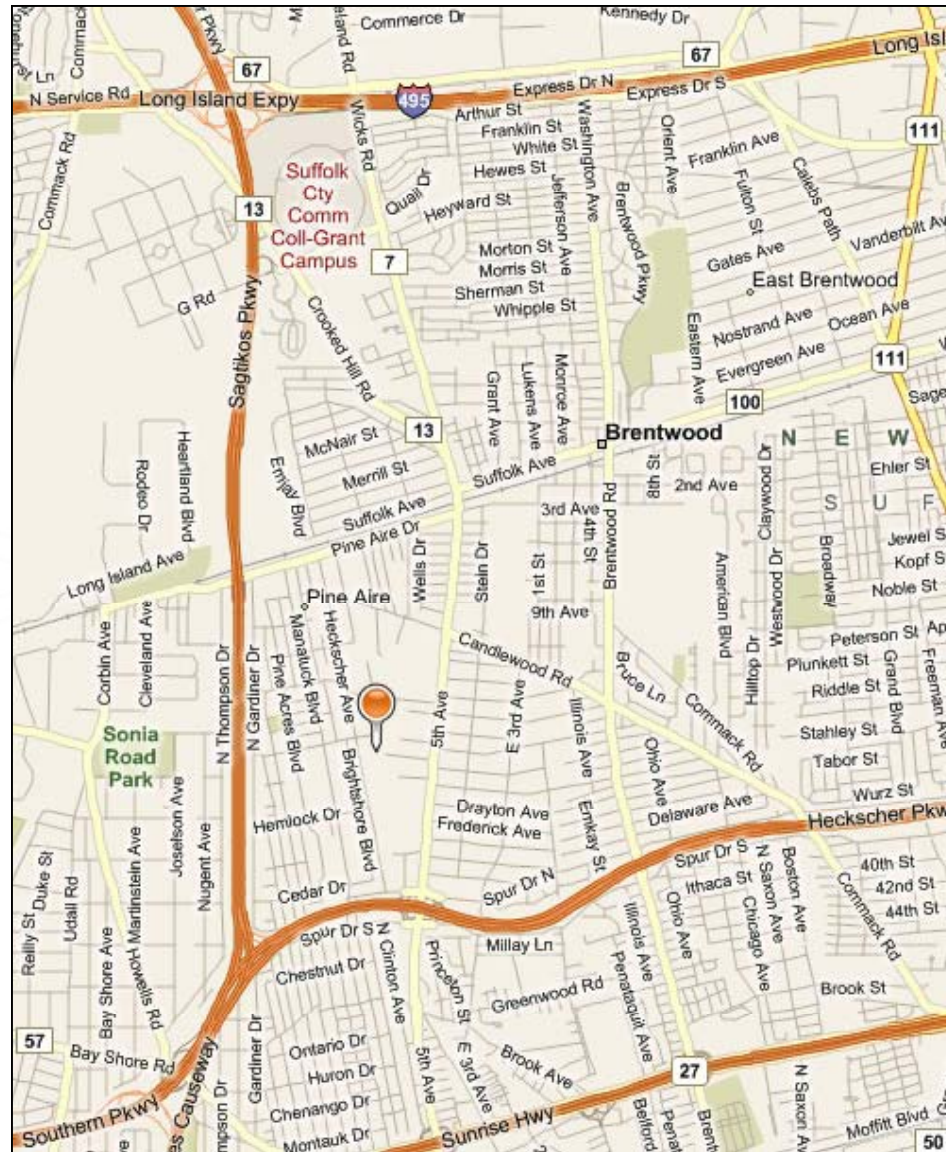 Commerce Dr
Kennedy Dr
67
67
Long Isl
N Service Rd
Long Island Expy
495
Express Dr N
Express Dr S
Commack Rd
Wicks Rd
Arthur St
Franklin St
White St
Hewes St
Washington Ave
Orient Ave
Franklin Ave
111
Suffolk
Cty
Comm
Coll-Grant
Campus
Quail Dr
Heyward St
Jefferson Ave
Brentwood Pkwy
Fulton St
Calebs Path
13
7
Morton St
Morris St
Sherman St
Whipple St
Gates Ave
Vanderbilt Av
East Brentwood
G Rd
Sagtikos Pkwy
Crooked Hill Rd
Eastern Ave
Nostrand Ave
Ocean Ave
Evergreen Ave
111
Grant Ave
Lukens Ave
Monroe Ave
100
Sage
McNair St
13
Brentwood
N E W
Merrill St
Suffolk Ave
8th St
2nd Ave
Claywood Dr
Ehler St
Rodeo Dr
Heartland Blvd
Emjay Blvd
Suffolk Ave
3rd Ave
4th St
Brentwood Rd
S U F
Pine Aire Dr
Jewel S
Kopf S
Noble St
Long Island Ave
Wells Dr
Stein Dr
1st St
9th Ave
American Blvd
Westwood Dr
Broadway
Pine Aire
Corbin Ave
Cleveland Ave
Manatuck Blvd
Heckscher Ave
Candlewood Rd
Hilltop Dr
Peterson St
Ap
Plunkett St
Riddle St
Grand Blvd
Freeman Ave
N Thompson Dr
N Gardiner Dr
Pine Acres Blvd
5th Ave
E 3rd Ave
Illinois Ave
Bruce Ln
Commack Rd
Stahley St
Tabor St
Sonia
Road
Park
Brightshore Blvd
Ohio Ave
Wurz St
Hemlock Dr
Drayton Ave
Frederick Ave
Emkay St
Delaware Ave
Heckscher Pkw
Joselson Ave
Nugent Ave
Duke St
Udall Rd
Reilly St
Martinstein Ave
Howells Rd
Bay Shore Ave
Cedar Dr
Spur Dr N
Spur Dr S
Ithaca St
N Saxon Ave
Boston Ave
40th St
42nd St
44th St
Spur Dr S
Chestnut Dr
N Clinton Ave
Princeton St
Millay Ln
Illinois Ave
Ohio Ave
Chicago Ave
Commack Rd
Greenwood Rd
Penataquit Ave
Brook St
57
Bay Shore Rd
Gardiner Dr
Ontario Dr
Huron Dr
Chenango Dr
Montauk Dr
5th Ave
E 3rd Ave
Brook Ave
27
Southern Pkwy
es Causeway
mpson Dr
Sunrise Hwy
Belford
Penat
Brent
N Saxon Av
Moffitt Blvd
50